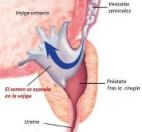 Vesículas
seminales
Vejiga urinaria
El semen se eyacula
en la vejiga
Próstata
Tras la cirugía
Uretra